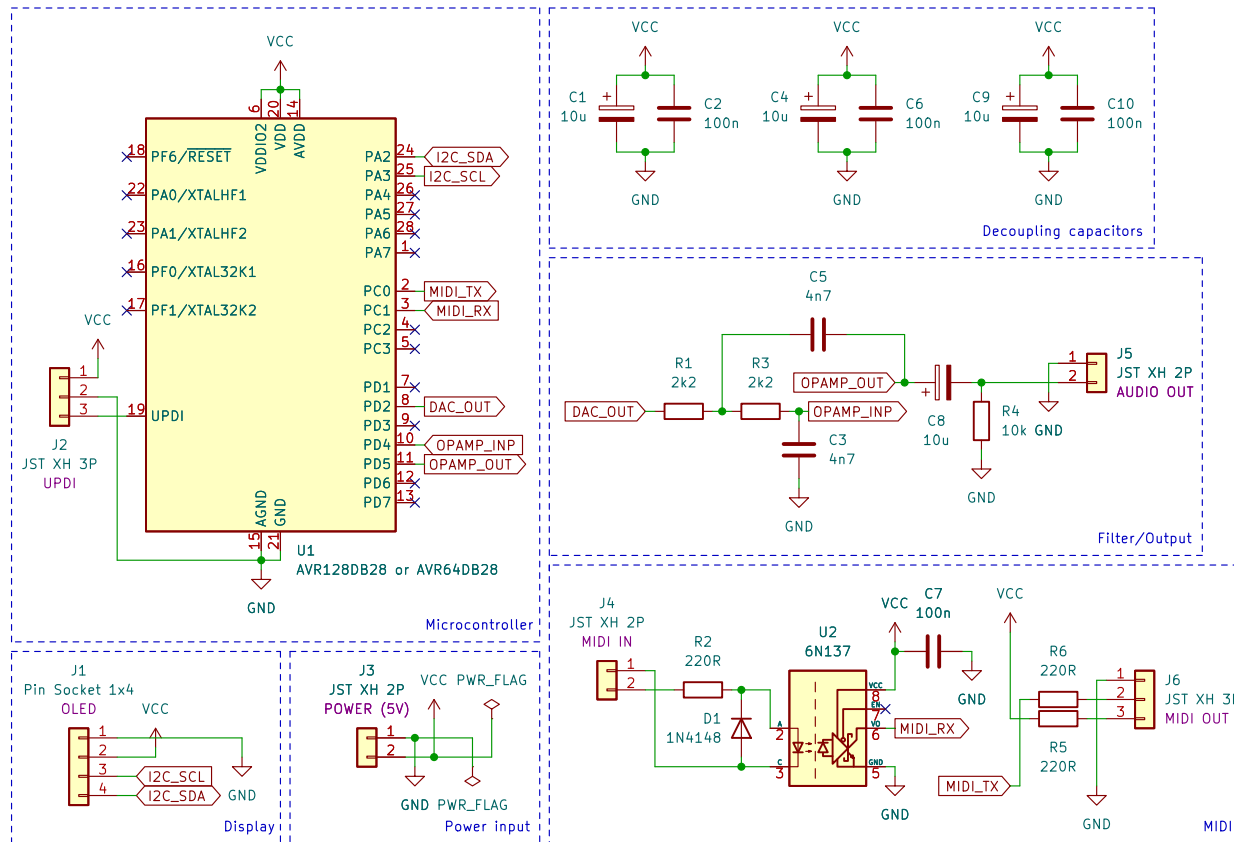 VCC
6
20
14
VDDIO2
VDD
AVDD
18 PF6/RESET
22 PA0/XTALHF1
23 PA1/XTALHF2
16 PF0/XTAL32K1
17 PF1/XTAL32K2
19 UPDI
PA2 24 I2C_SDA
PA3 25 I2C_SCL
PA4 26
PA5 27
PA6 28
PA7 1
PC0 2 MIDI_TX
PC1 3 MIDI_RX
PC2 4
PC3 5
PD1 7
PD2 8 DAC_OUT
PD3 9
PD4 10 OPAMP_INP
PD5 11 OPAMP_OUT
PD6 12
PD7 13
AGND
GND
15
21
U1
AVR128DB28 or AVR64DB28
GND
VCC
1
2
3
J2
JST XH 3P
UPDI
Microcontroller
VCC
C1
10u
+
C2
100n
GND
VCC
C4
10u
+
C6
100n
GND
VCC
C9
10u
+
C10
100n
GND
Decoupling capacitors
C5
4n7
R1
2k2
R3
2k2
DAC_OUT
OPAMP_OUT
OPAMP_INP
C3
4n7
GND
+
C8
10u
R4
10k
GND
GND
1
2
J5
JST XH 2P
AUDIO OUT
Filter/Output
J1
Pin Socket 1x4
OLED
VCC
1
2
3 I2C_SCL
4 I2C_SDA
GND
Display
J3
JST XH 2P
POWER (5V)
VCC PWR_FLAG
1
2
GND PWR_FLAG
Power input
J4
JST XH 2P
MIDI IN
1
2
R2
220R
D1
1N4148
U2
6N137
A
2
C
3
VCC
8
EN
7
VO
6
GND
5
VCC
C7
100n
GND
MIDI_RX
GND
VCC
R6
220R
R5
220R
MIDI_TX
1
2
3
J6
JST XH 3
MIDI OUT
GND
MIDI